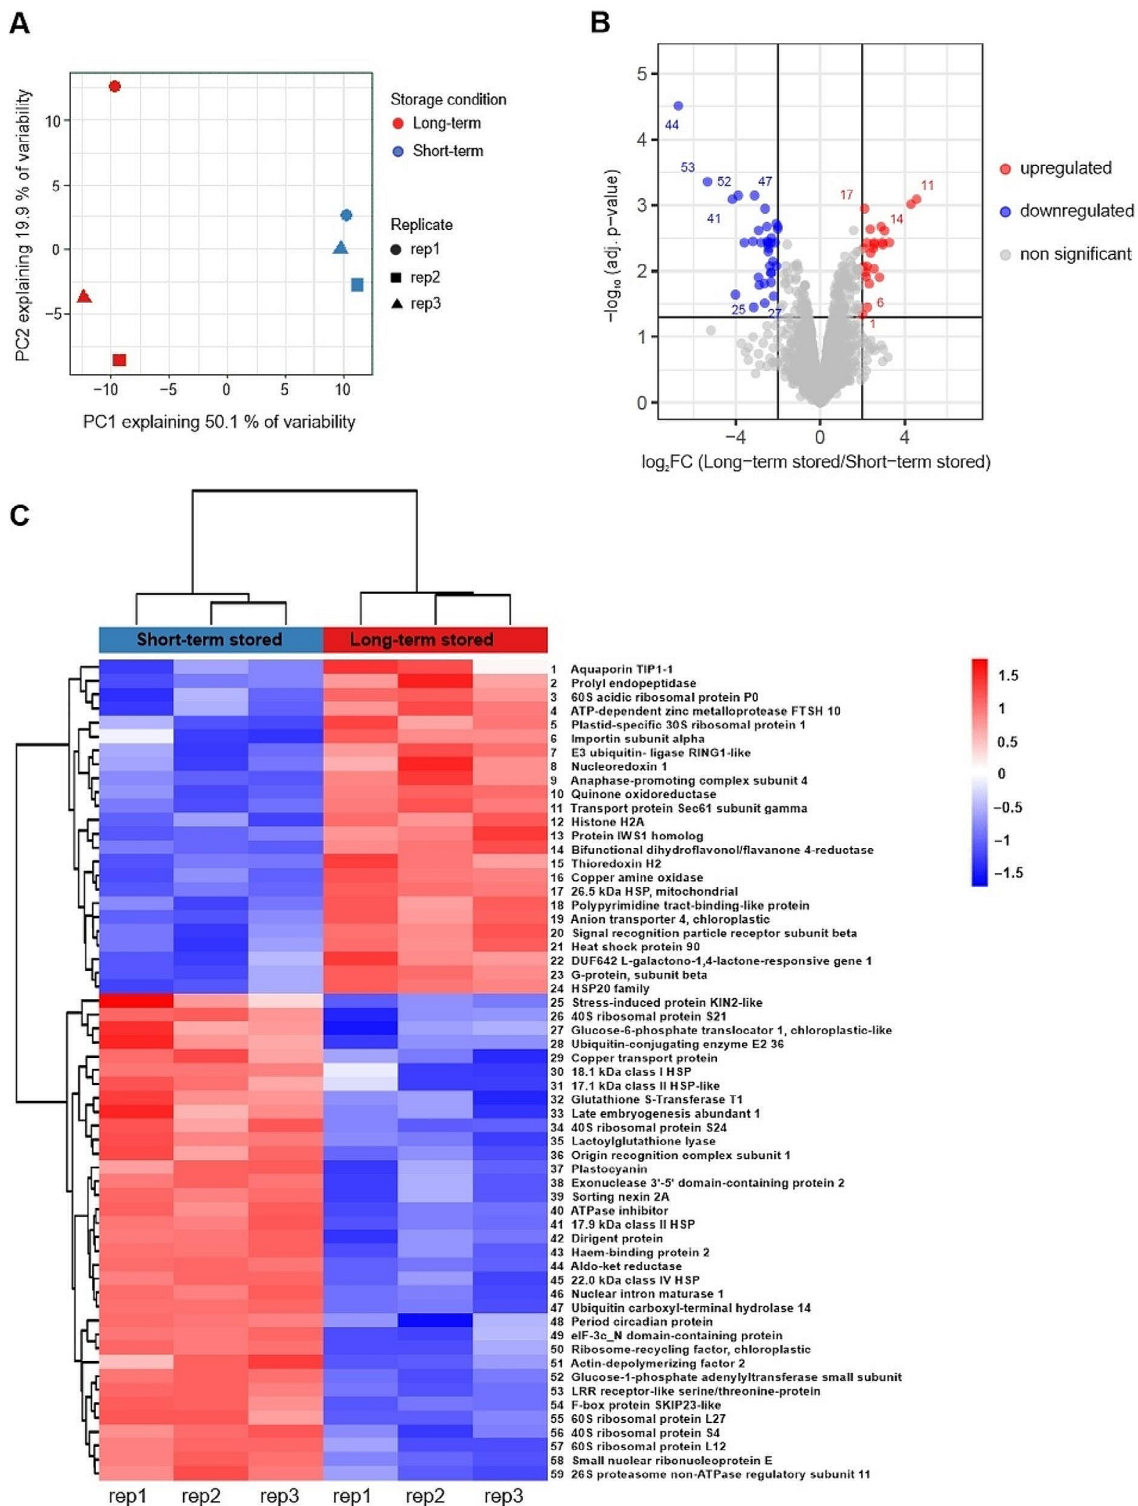 A
PC2 explaining 19.9 % of variability
10
5
0
−5
−10
−5
0
5
10
PC1 explaining 50.1 % of variability
Storage condition
Long-term
Short-term
Replicate
rep1
rep2
rep3
B
−log₁₀ (adj. p-value)
5
4
3
2
1
0
44
53
52
47
41
25
27
17
11
14
6
1
−4
0
4
log₂FC (Long−term stored/Short−term stored)
upregulated
downregulated
non significant
C
Short-term stored
Long-term stored
1 Aquaporin TIP1-1
2 Prolyl endopeptidase
3 60S acidic ribosomal protein P0
4 ATP-dependent zinc metalloprotease FTSH 10
5 Plastid-specific 30S ribosomal protein 1
6 Importin subunit alpha
7 E3 ubiquitin- ligase RING1-like
8 Nucleoredoxin 1
9 Anaphase-promoting complex subunit 4
10 Quinone oxidoreductase
11 Transport protein Sec61 subunit gamma
12 Histone H2A
13 Protein IWS1 homolog
14 Bifunctional dihydroflavonol/flavanone 4-reductase
15 Thioredoxin H2
16 Copper amine oxidase
17 26.5 kDa HSP, mitochondrial
18 Polypyrimidine tract-binding-like protein
19 Anion transporter 4, chloroplastic
20 Signal recognition particle receptor subunit beta
21 Heat shock protein 90
22 DUF642 L-galactono-1,4-lactone-responsive gene 1
23 G-protein, subunit beta
24 HSP20 family
25 Stress-induced protein KIN2-like
26 40S ribosomal protein S21
27 Glucose-6-phosphate translocator 1, chloroplastic-like
28 Ubiquitin-conjugating enzyme E2 36
29 Copper transport protein
30 18.1 kDa class I HSP
31 17.1 kDa class II HSP-like
32 Glutathione S-Transferase T1
33 Late embryogenesis abundant 1
34 40S ribosomal protein S24
35 Lactoylglutathione lyase
36 Origin recognition complex subunit 1
37 Plastocyanin
38 Exonuclease 3'-5' domain-containing protein 2
39 Sorting nexin 2A
40 ATPase inhibitor
41 17.9 kDa class II HSP
42 Dirigent protein
43 Haem-binding protein 2
44 Aldo-ket reductase
45 22.0 kDa class IV HSP
46 Nuclear intron maturase 1
47 Ubiquitin carboxyl-terminal hydrolase 14
48 Period circadian protein
49 eIF-3c_N domain-containing protein
50 Ribosome-recycling factor, chloroplastic
51 Actin-depolymerizing factor 2
52 Glucose-1-phosphate adenylyltransferase small subunit
53 LRR receptor-like serine/threonine-protein
54 F-box protein SKIP23-like
55 60S ribosomal protein L27
56 40S ribosomal protein S4
57 60S ribosomal protein L12
58 Small nuclear ribonucleoprotein E
59 26S proteasome non-ATPase regulatory subunit 11
1.5
1
0.5
0
−0.5
−1
−1.5
rep1 rep2 rep3 rep1 rep2 rep3